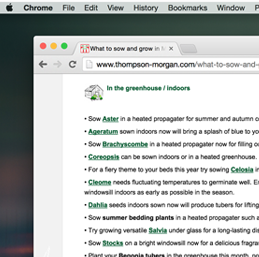 Chrome File Edit View History Bookmarks Window
What to sow and grow in
www.thompson-morgan.com/what-to-sow-and-
In the greenhouse / indoors
• Sow Aster in a heated propagator for summer and autumn c
• Ageratum sown indoors now will bring a splash of blue to yo
• Sow Brachyscombe in a heated propagator now for filling o
• Coreopsis can be sown indoors or in a heated greenhouse.
• For a fiery theme to your beds this year try sowing Celosia i
• Cleome needs fluctuating temperatures to germinate well. E
windowsill indoors as early as possible in the season.
• Dahlia seeds indoors sown now will produce tubers for lifting
• Sow summer bedding plants in a heated propagator such a
• Try growing versatile Salvia under glass for a long-lasting dis
• Sow Stocks on a bright windowsill now for a delicious fragra
• Plant your Begonia tubers in the greenhouse this month, no